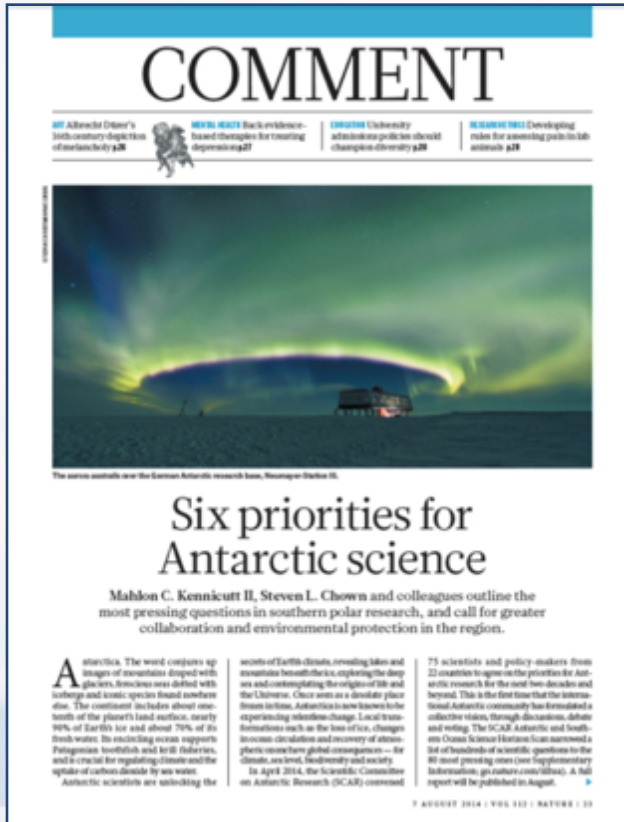 COMMENT
ART Albrecht Dürer's
16th century depiction
of melancholy p.26
MENTAL HEALTH Back evidence-
based therapies for treating
depression p.27
EDUCATION University
admissions policies should
champion diversity p.28
RESEARCH ETHICS Developing
rules for assessing pain in lab
animals p.28
The aurora australis over the German Antarctic research base, Neumayer-Station III.
Six priorities for
Antarctic science
Mahlon C. Kennicutt II, Steven L. Chown and colleagues outline the
most pressing questions in southern polar research, and call for greater
collaboration and environmental protection in the region.
Antarctica. The word conjures up
images of mountains draped with
glaciers, ferocious seas dotted with
icebergs and iconic species found nowhere
else. The continent includes about one-
tenth of the planet's land surface, nearly
90% of Earth's ice and about 70% of its
fresh water. Its encircling ocean supports
Patagonian toothfish and krill fisheries,
and is crucial for regulating climate and the
uptake of carbon dioxide by sea water.
Antarctic scientists are unlocking the
secrets of Earth's climate, revealing lakes and
mountains beneath the ice, exploring the deep
sea and contemplating the origins of life and
the Universe. Once seen as a desolate place
frozen in time, Antarctica is now known to be
experiencing relentless change. Local trans-
formations such as the loss of ice, changes
in ocean circulation and recovery of atmos-
pheric ozone have global consequences — for
climate, sea level, biodiversity and society.
In April 2014, the Scientific Committee
on Antarctic Research (SCAR) convened
75 scientists and policy-makers from
22 countries to agree on the priorities for Ant-
arctic research for the next two decades and
beyond. This is the first time that the interna-
tional Antarctic community has formulated a
collective vision, through discussions, debate
and voting. The SCAR Antarctic and South-
ern Ocean Science Horizon Scan narrowed a
list of hundreds of scientific questions to the
80 most pressing ones (see Supplementary
Information; A full
report will be published in August.
7 AUGUST 2014 | VOL 512 | NATURE | 23